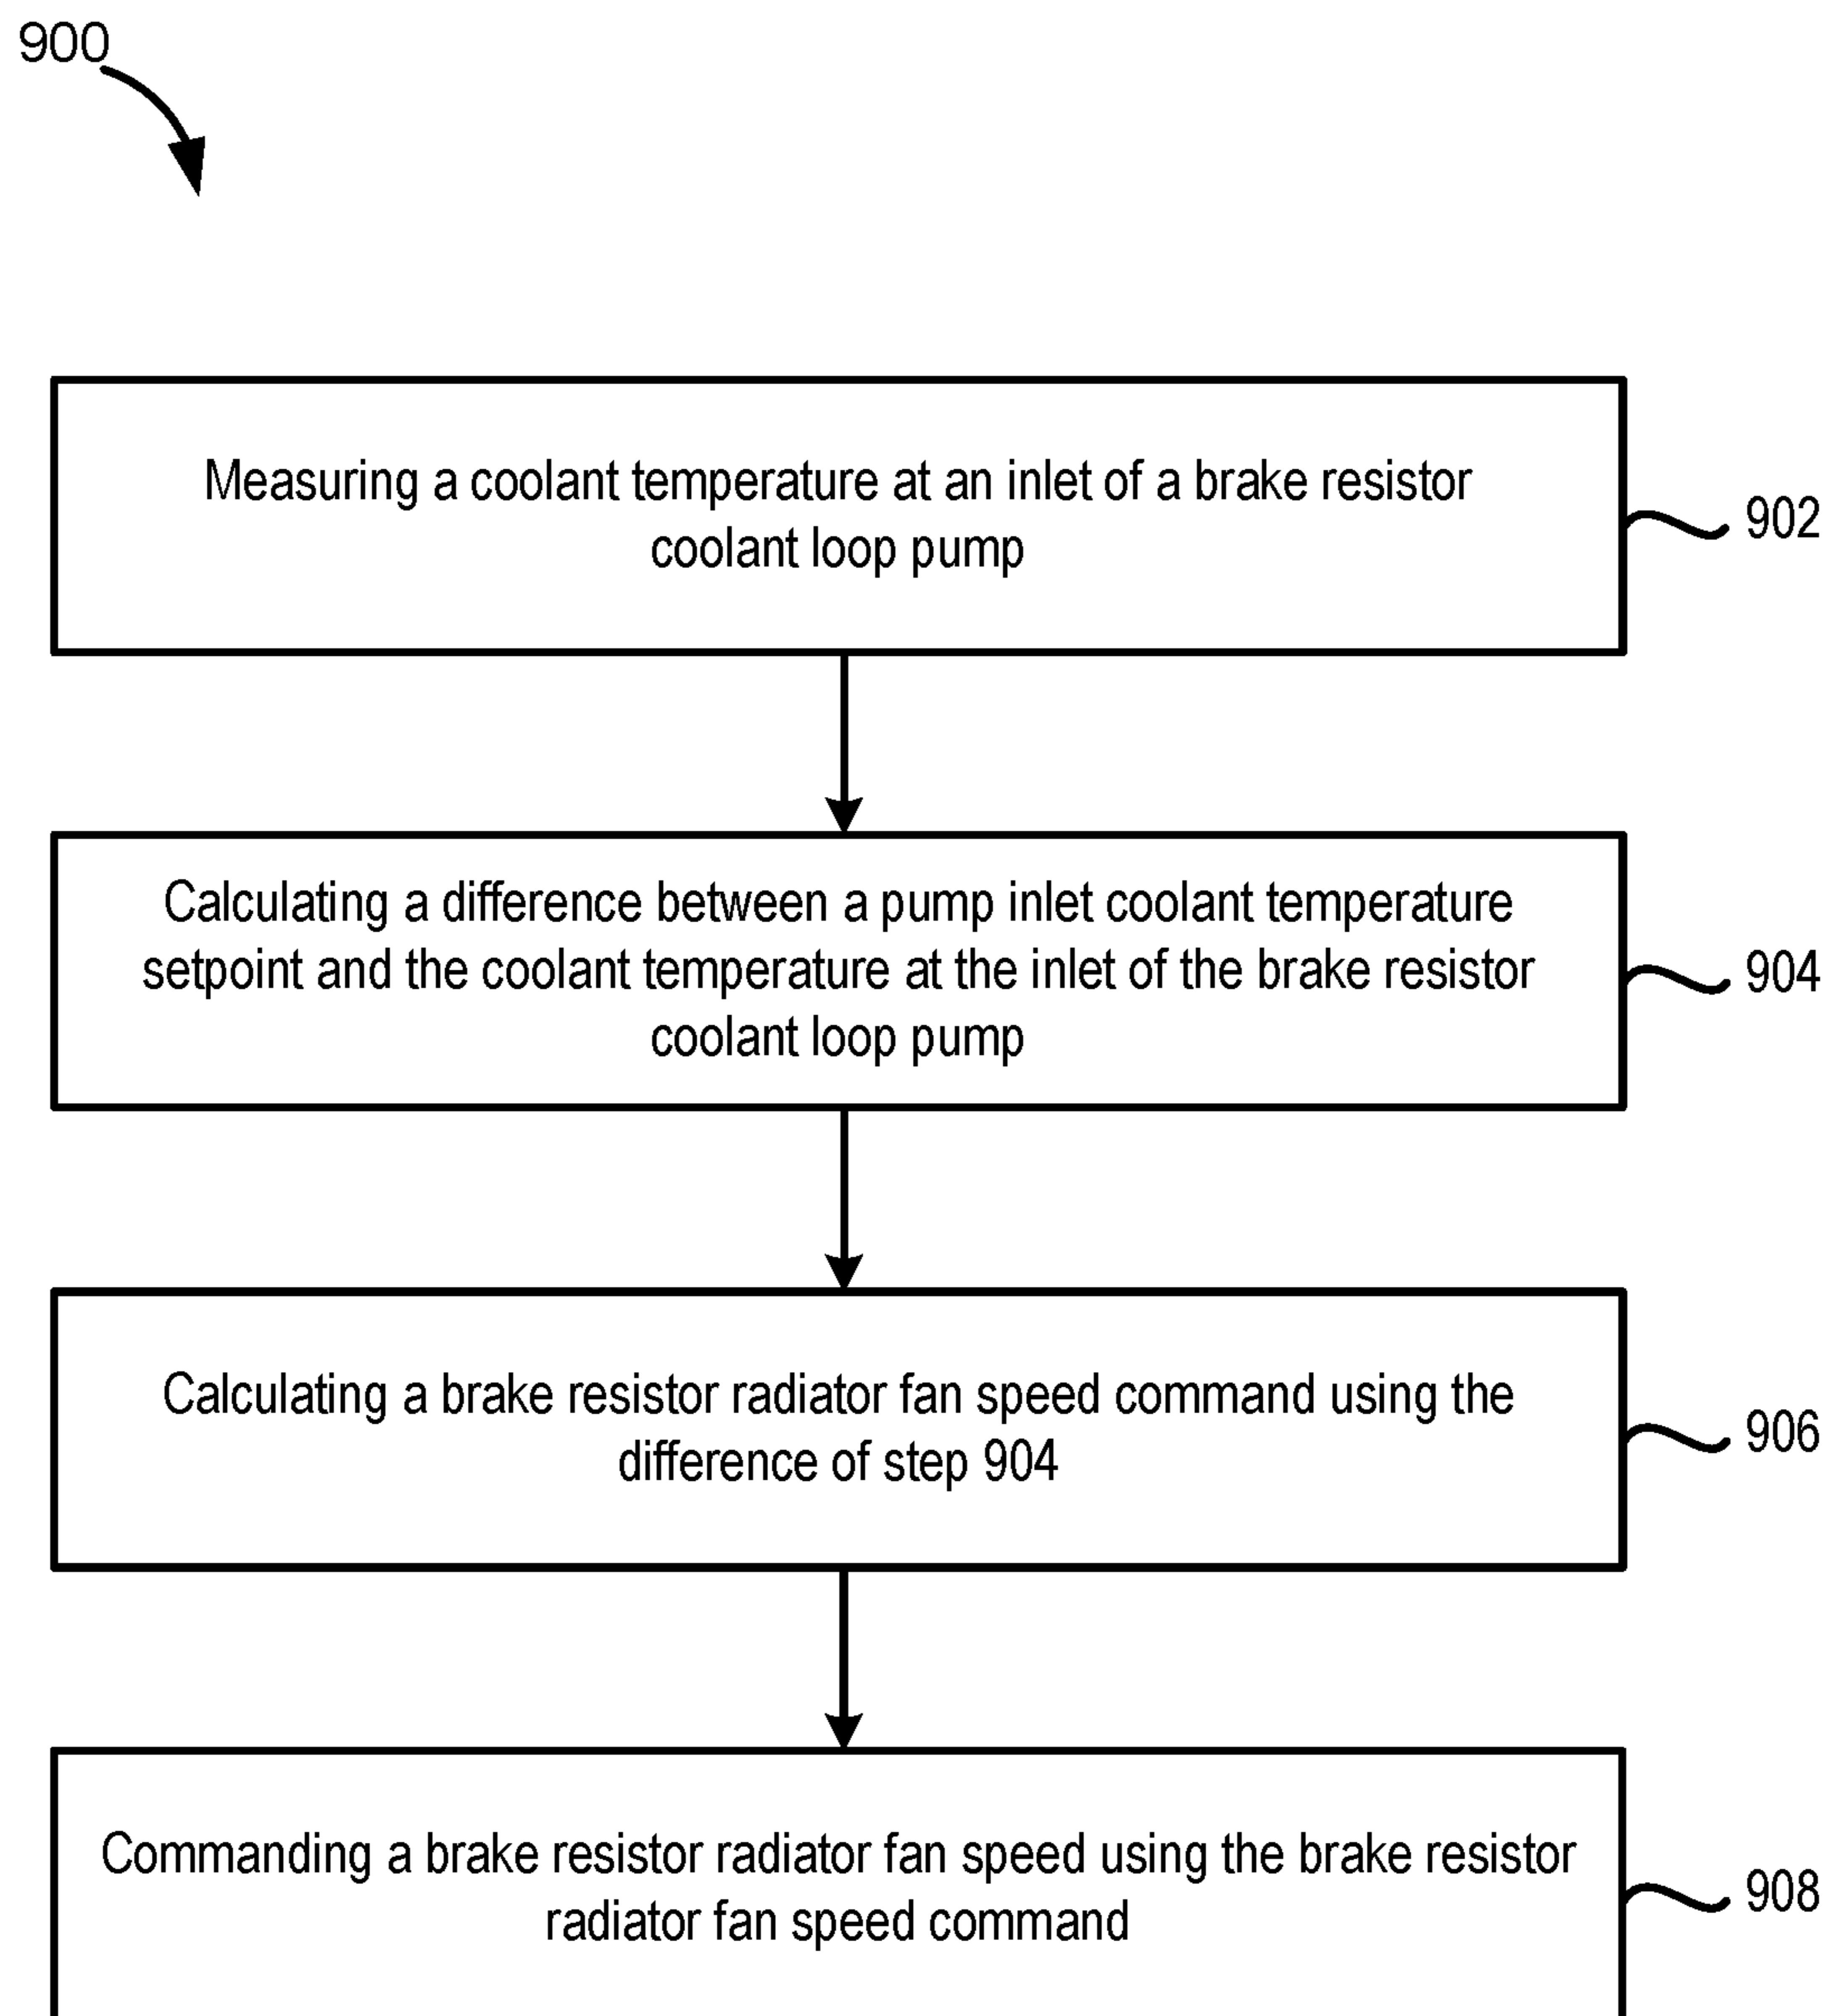 900
Measuring a coolant temperature at an inlet of a brake resistor
coolant loop pump
902
Calculating a difference between a pump inlet coolant temperature
setpoint and the coolant temperature at the inlet of the brake resistor
coolant loop pump
904
Calculating a brake resistor radiator fan speed command using the
difference of step 904
906
Commanding a brake resistor radiator fan speed using the brake resistor
radiator fan speed command
908